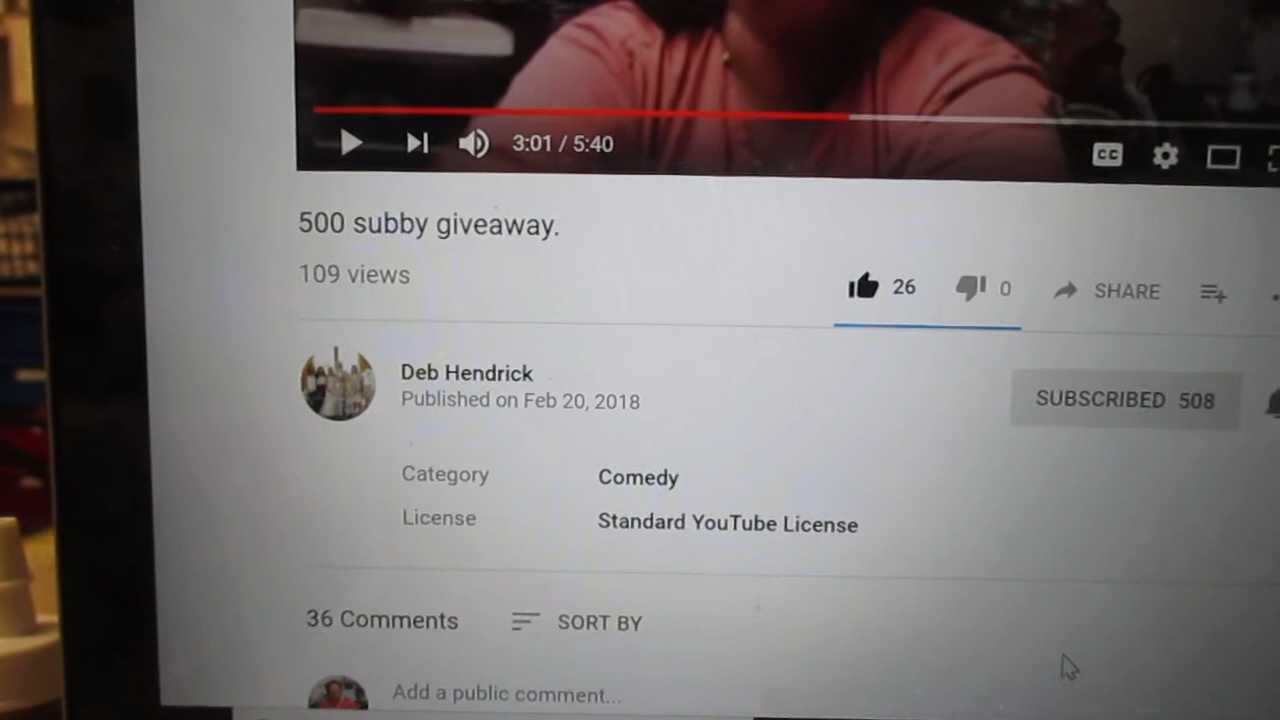 CC
3:01 / 5:40
500 subby giveaway.
109 views
26
0
SHARE
Deb Hendrick
Published on Feb 20, 2018
SUBSCRIBED 508
Category Comedy
License Standard YouTube License
36 Comments
SORT BY
Add a public comment...